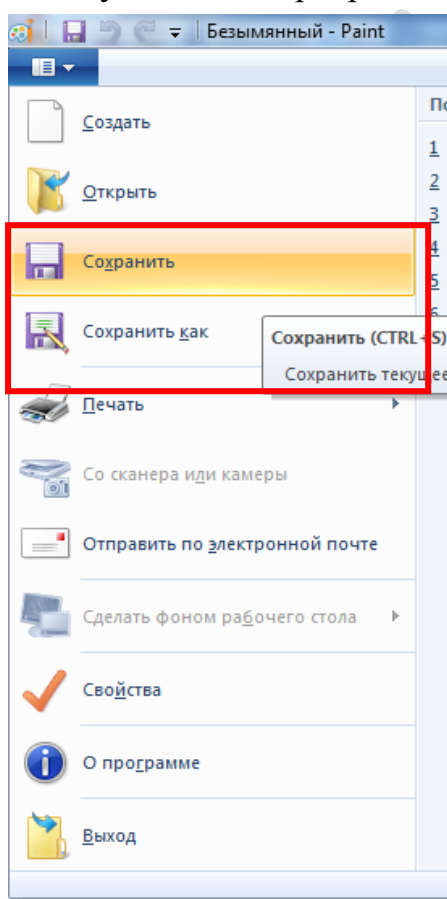 Безымянный - Paint
Создать
1
Открыть
2
3
4
Сохранить
5
Сохранить как
Сохранить (CTRL+S)
Сохранить
Печать
Со сканера или камеры
Отправить по электронной почте
Сделать фоном рабочего стола
Свойства
О программе
Выход